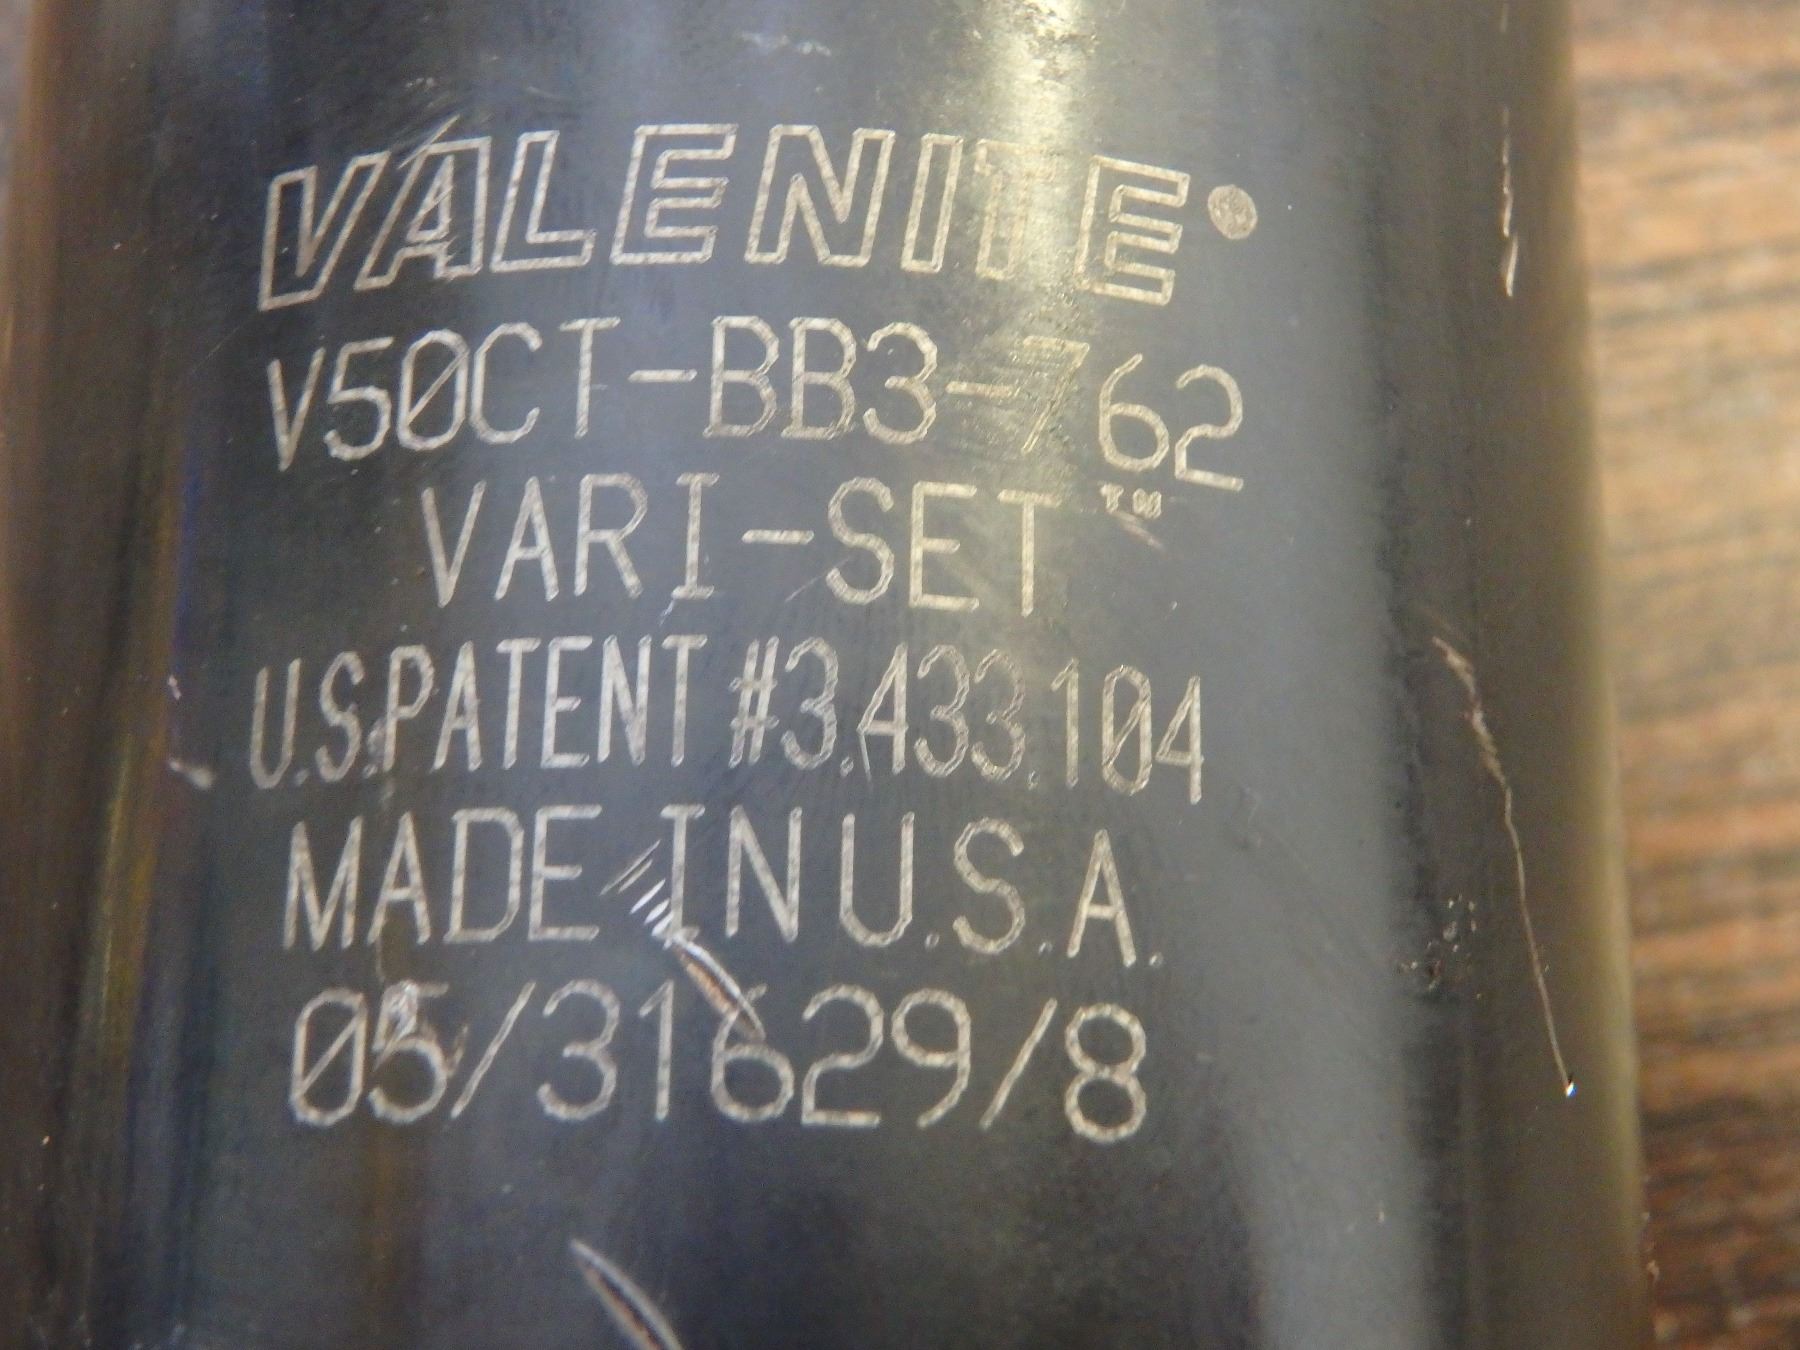 VALENITE
V50CT-BB3-762
VARI-SET™
U.S.PATENT #3.433.104
MADE IN U.S.A.
05/31629/8